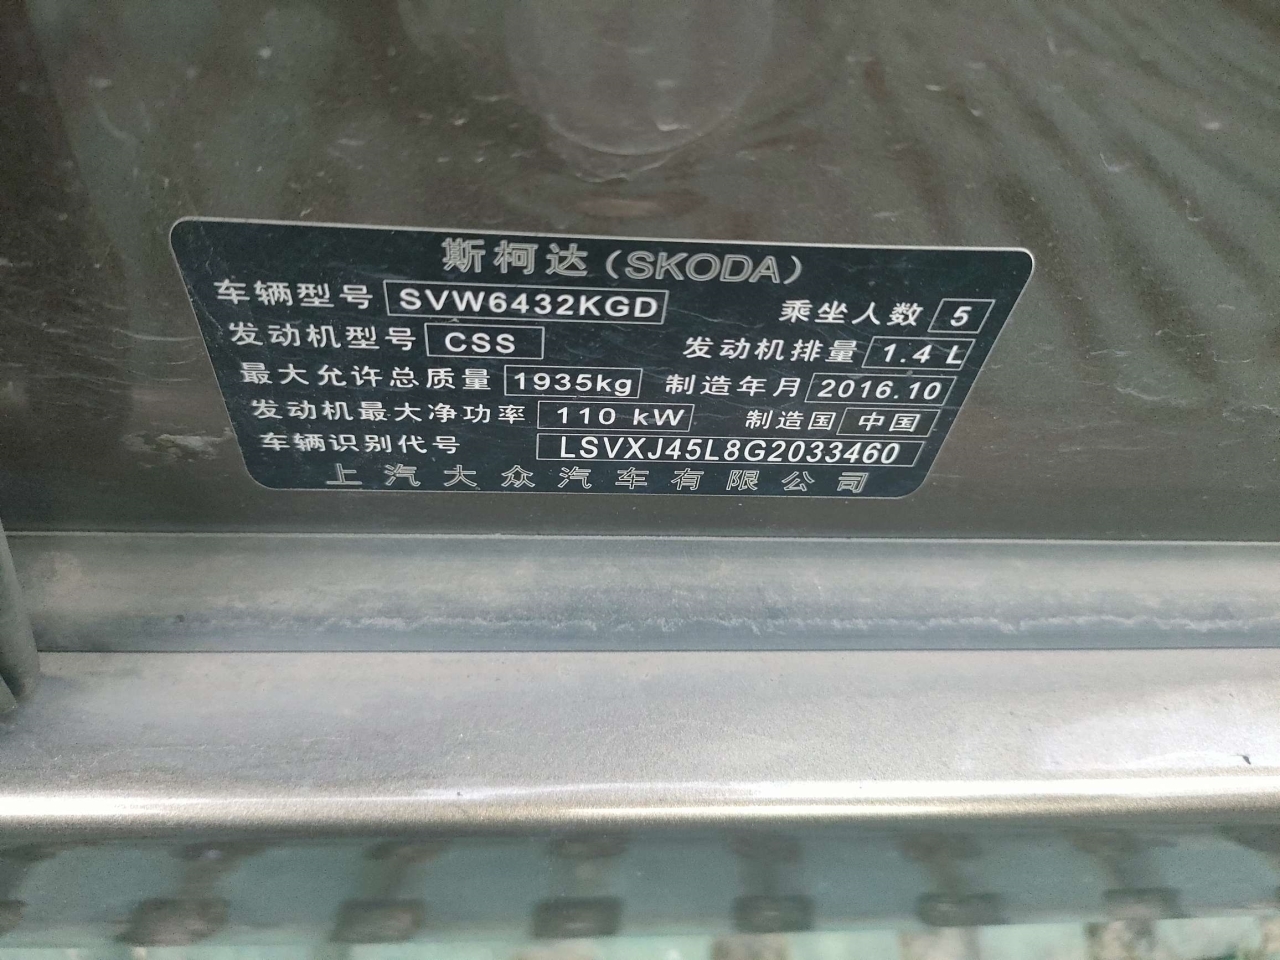 斯柯达(SKODA)
车辆型号 SVW6432KGD 乘坐人数 5
发动机型号 CSS 发动机排量 1.4 L
最大允许总质量 1935kg 制造年月 2016.10
发动机最大净功率 110 kW 制造国 中国
车辆识别代号 LSVXJ45L8G2033460
上汽大众汽车有限公司